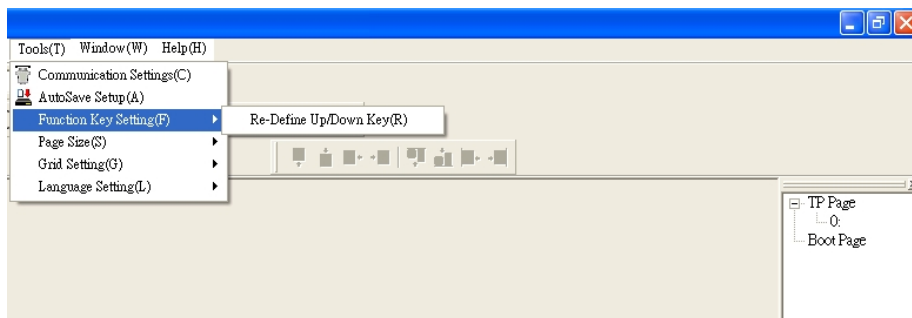 Tools(T) Window(W) Help(H)
Communication Settings(C)
AutoSave Setup(A)
Function Key Setting(F)
Re-Define Up/Down Key(R)
Page Size(S)
Grid Setting(G)
Language Setting(L)
TP Page
0:
Boot Page